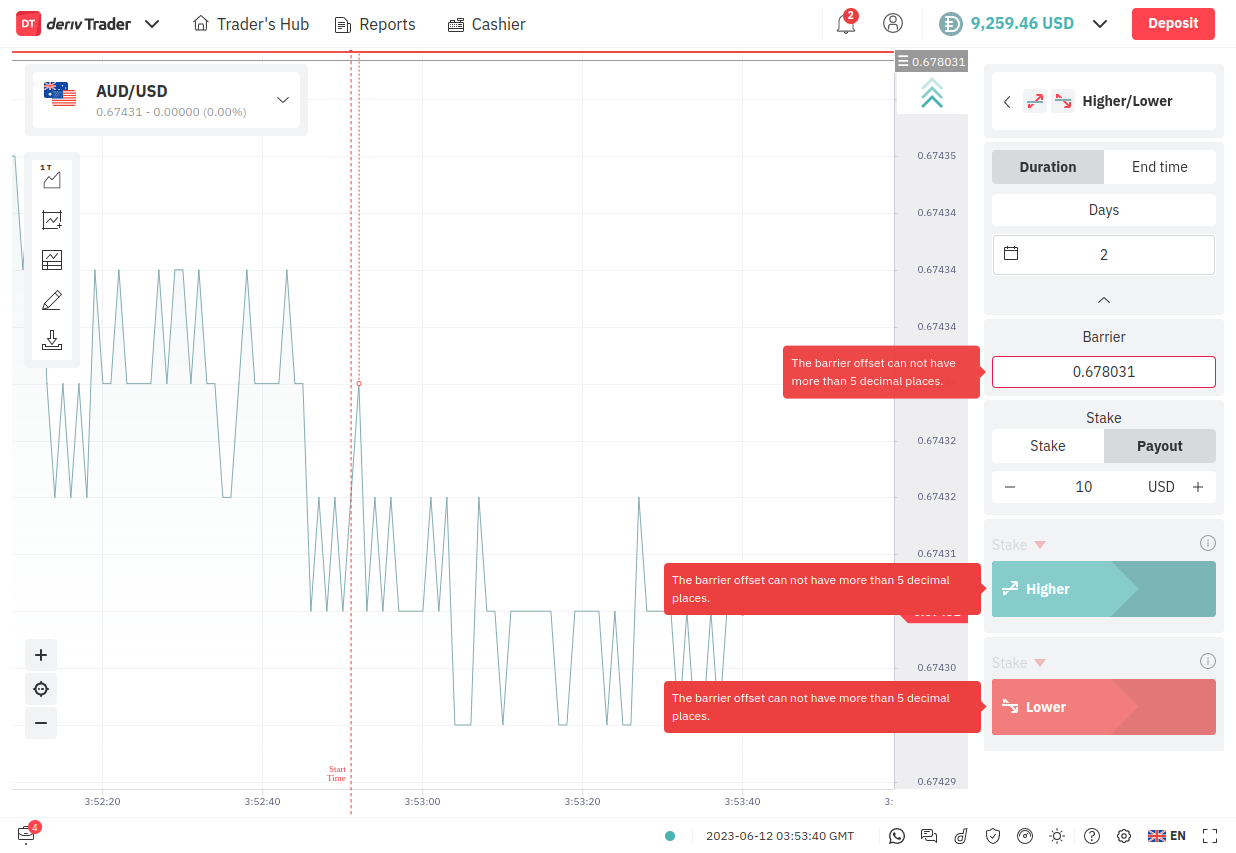 DT deriv Trader
Trader's Hub
Reports
Cashier
2
9,259.46 USD
Deposit
AUD/USD
0.67431 - 0.00000 (0.00%)
1 T
0.678031
0.67435
0.67434
0.67434
0.67434
0.67432
0.67432
0.67431
0.67430
0.67429
Start
Time
3:52:20
3:52:40
3:53:00
3:53:20
3:53:40
3:
Higher/Lower
Duration
End time
Days
2
Barrier
The barrier offset can not have
more than 5 decimal places.
0.678031
Stake
Stake
Payout
10
USD
Stake
The barrier offset can not have more than 5 decimal
places.
Higher
Stake
The barrier offset can not have more than 5 decimal
places.
Lower
4
2023-06-12 03:53:40 GMT
EN